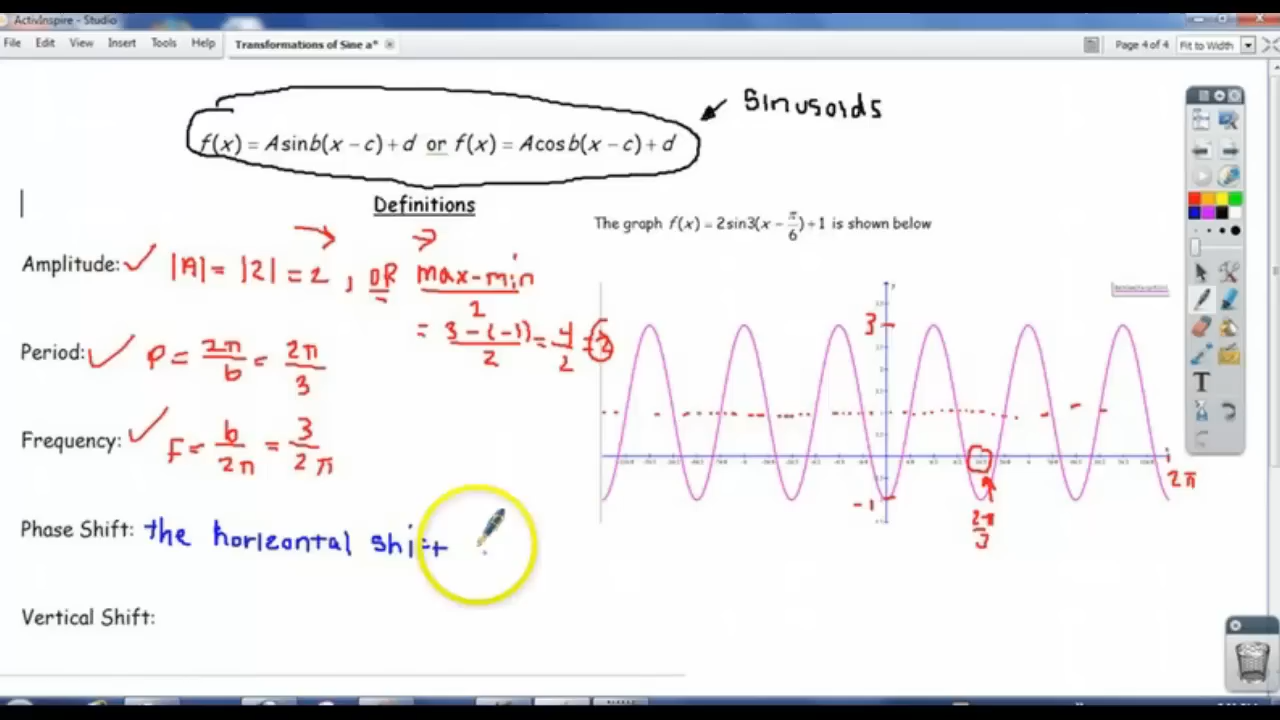 ActivInspire - Studio
File Edit View Insert Tools Help
Transformations of Sine a*
Page 4 of 4
Fit to Width
Sinusoids
f(x) = Asinb(x - c) + d or f(x) = Acosb(x - c) + d
Definitions
The graph f(x) = 2sin3(x - π/6) + 1 is shown below
Amplitude: |A| = |2| = 2, OR max-min/2
= 3-(-1)/2 = 4/2 = 2
Period: P = 2π/b = 2π/3
Frequency: F = b/2π = 3/2π
Phase Shift: the horizontal shift
Vertical Shift:
y
3
-1
2π/3
2π
T